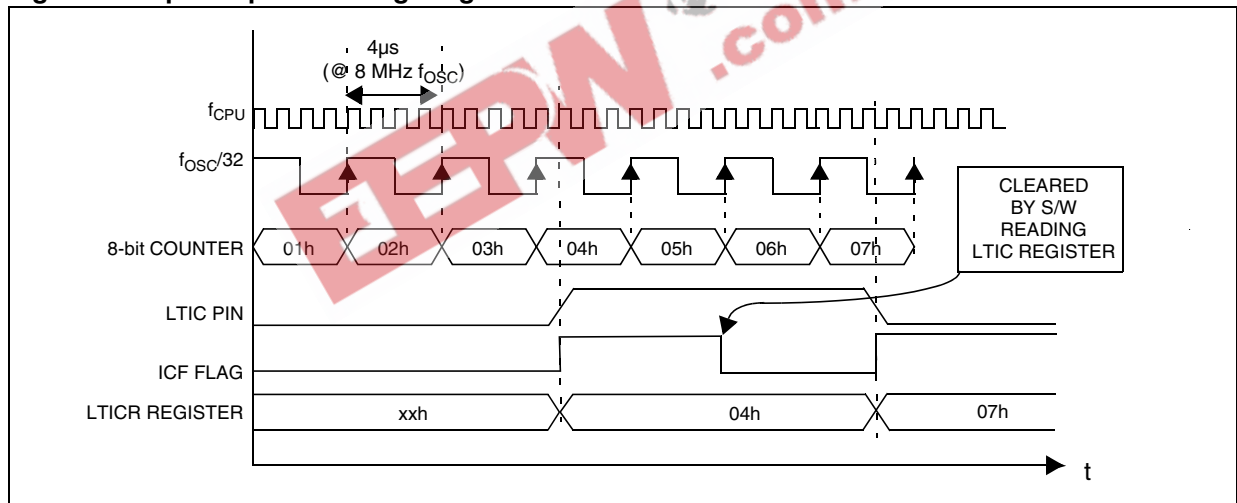 4µs
(@ 8 MHz fOSC)
fCPU
fOSC/32
CLEARED
BY S/W
READING
LTIC REGISTER
8-bit COUNTER
01h
02h
03h
04h
05h
06h
07h
LTIC PIN
ICF FLAG
LTICR REGISTER
xxh
04h
07h
t
EEPW .com